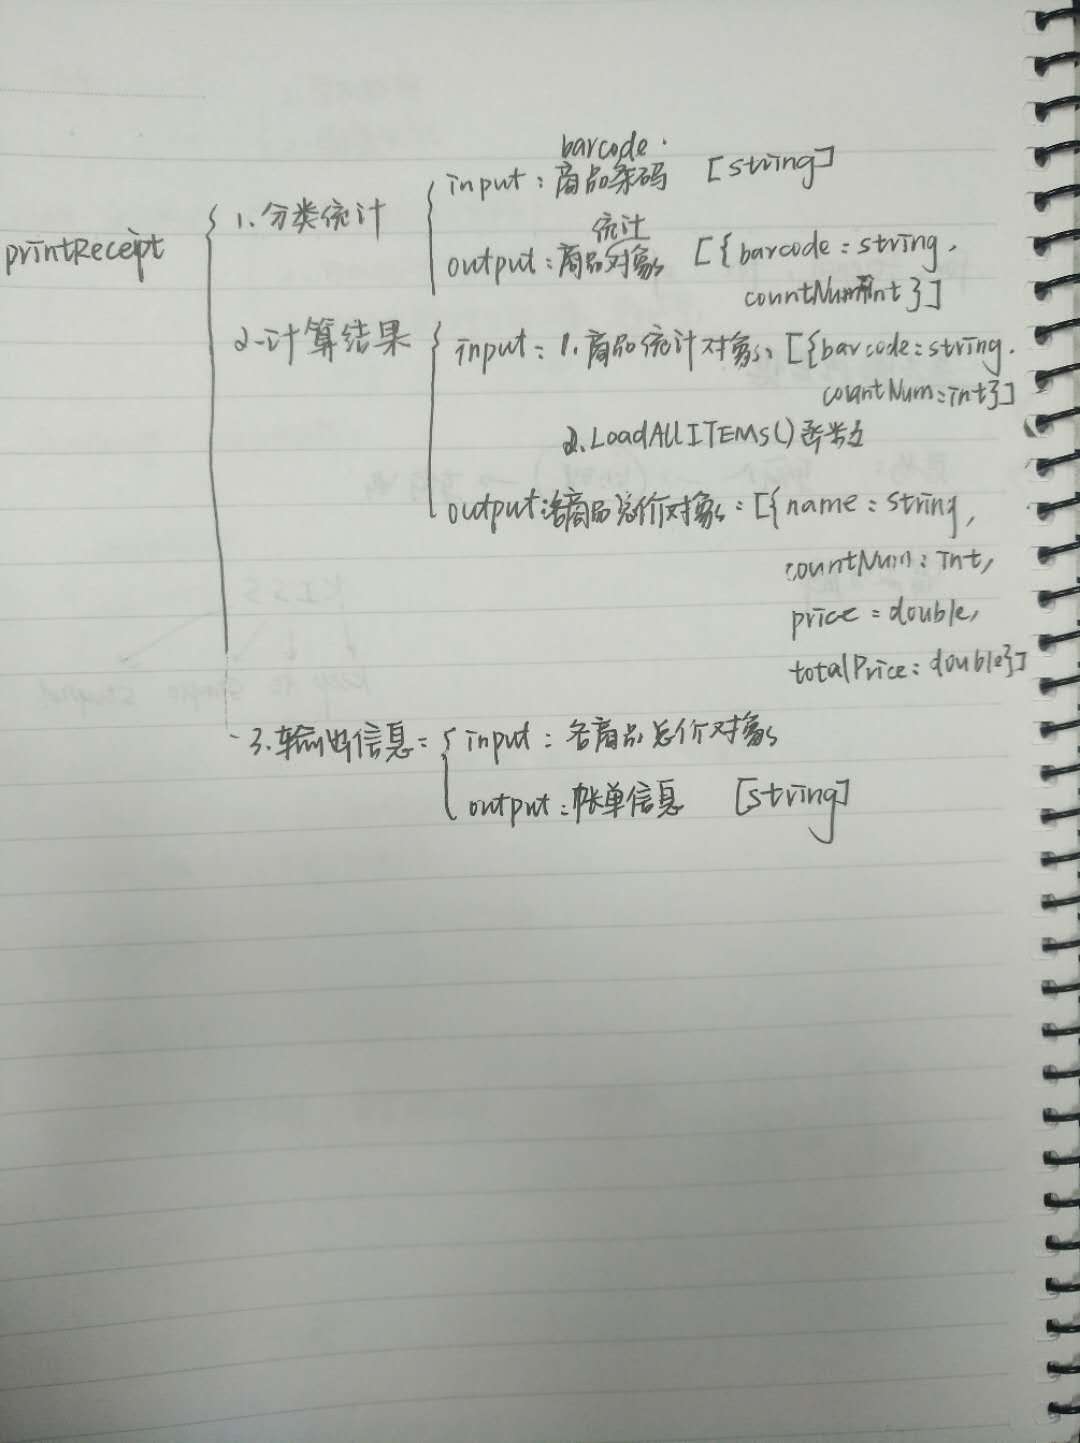 printReceipt
1. 分类统计
barcode.
input : 商品条码 [string]
统计
output : 商品对象 [{barcode : string,
countNum int}]
2. 计算结果
input : 1. 商品统计对象、[{barcode : string.
countNum : int}]
2. LoadAllITEMS() 函数
output : 各商品总价对象 : [{name : string,
countNum : int,
price : double,
totalPrice : double}]
3. 输出信息 :
input : 各商品总价对象
output : 帐单信息 [string]